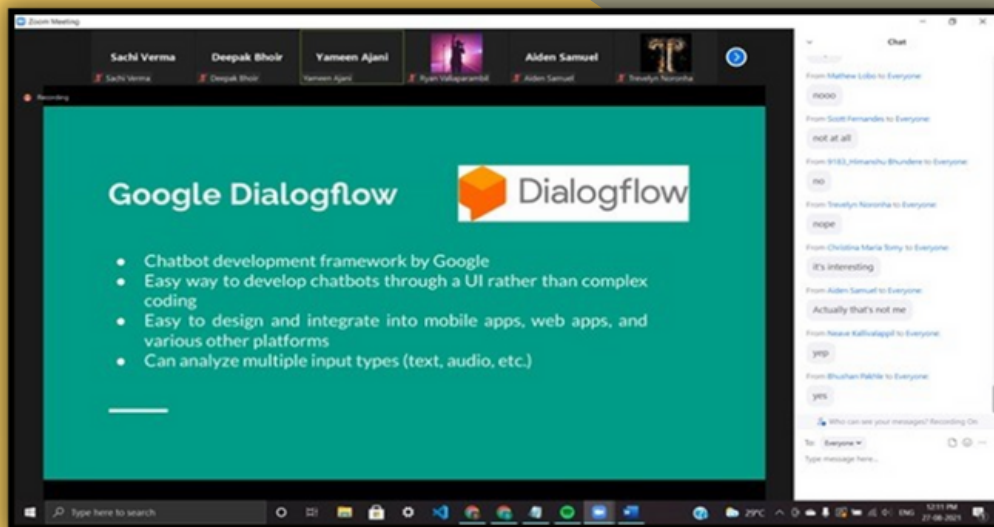 Zoom Meeting
Sachi Verma
Deepak Bhoir
Yameen Ajani
Aiden Samuel
Sachi Verma
Deepak Bhoir
Yameen Ajani
Ryan Vallaparambil
Aiden Samuel
Trevelyn Noronha
Recording
Google Dialogflow
Dialogflow
● Chatbot development framework by Google
● Easy way to develop chatbots through a UI rather than complex
coding
● Easy to design and integrate into mobile apps, web apps, and
various other platforms
● Can analyze multiple input types (text, audio, etc.)
Chat
From Mathew Lobo to Everyone:
nooo
From Scott Fernandes to Everyone:
not at all
From 9183_Himanshu Bhundere to Everyone:
no
From Trevelyn Noronha to Everyone:
nope
From Christina Maria Tomy to Everyone:
it's interesting
From Aiden Samuel to Everyone:
Actually that's not me
From Neave Kallivalappil to Everyone:
yep
From Bhushan Pakhle to Everyone:
yes
Who can see your messages? Recording On
To: Everyone
Type message here...
Type here to search
29°C
ENG
12:11 PM
27-08-2021